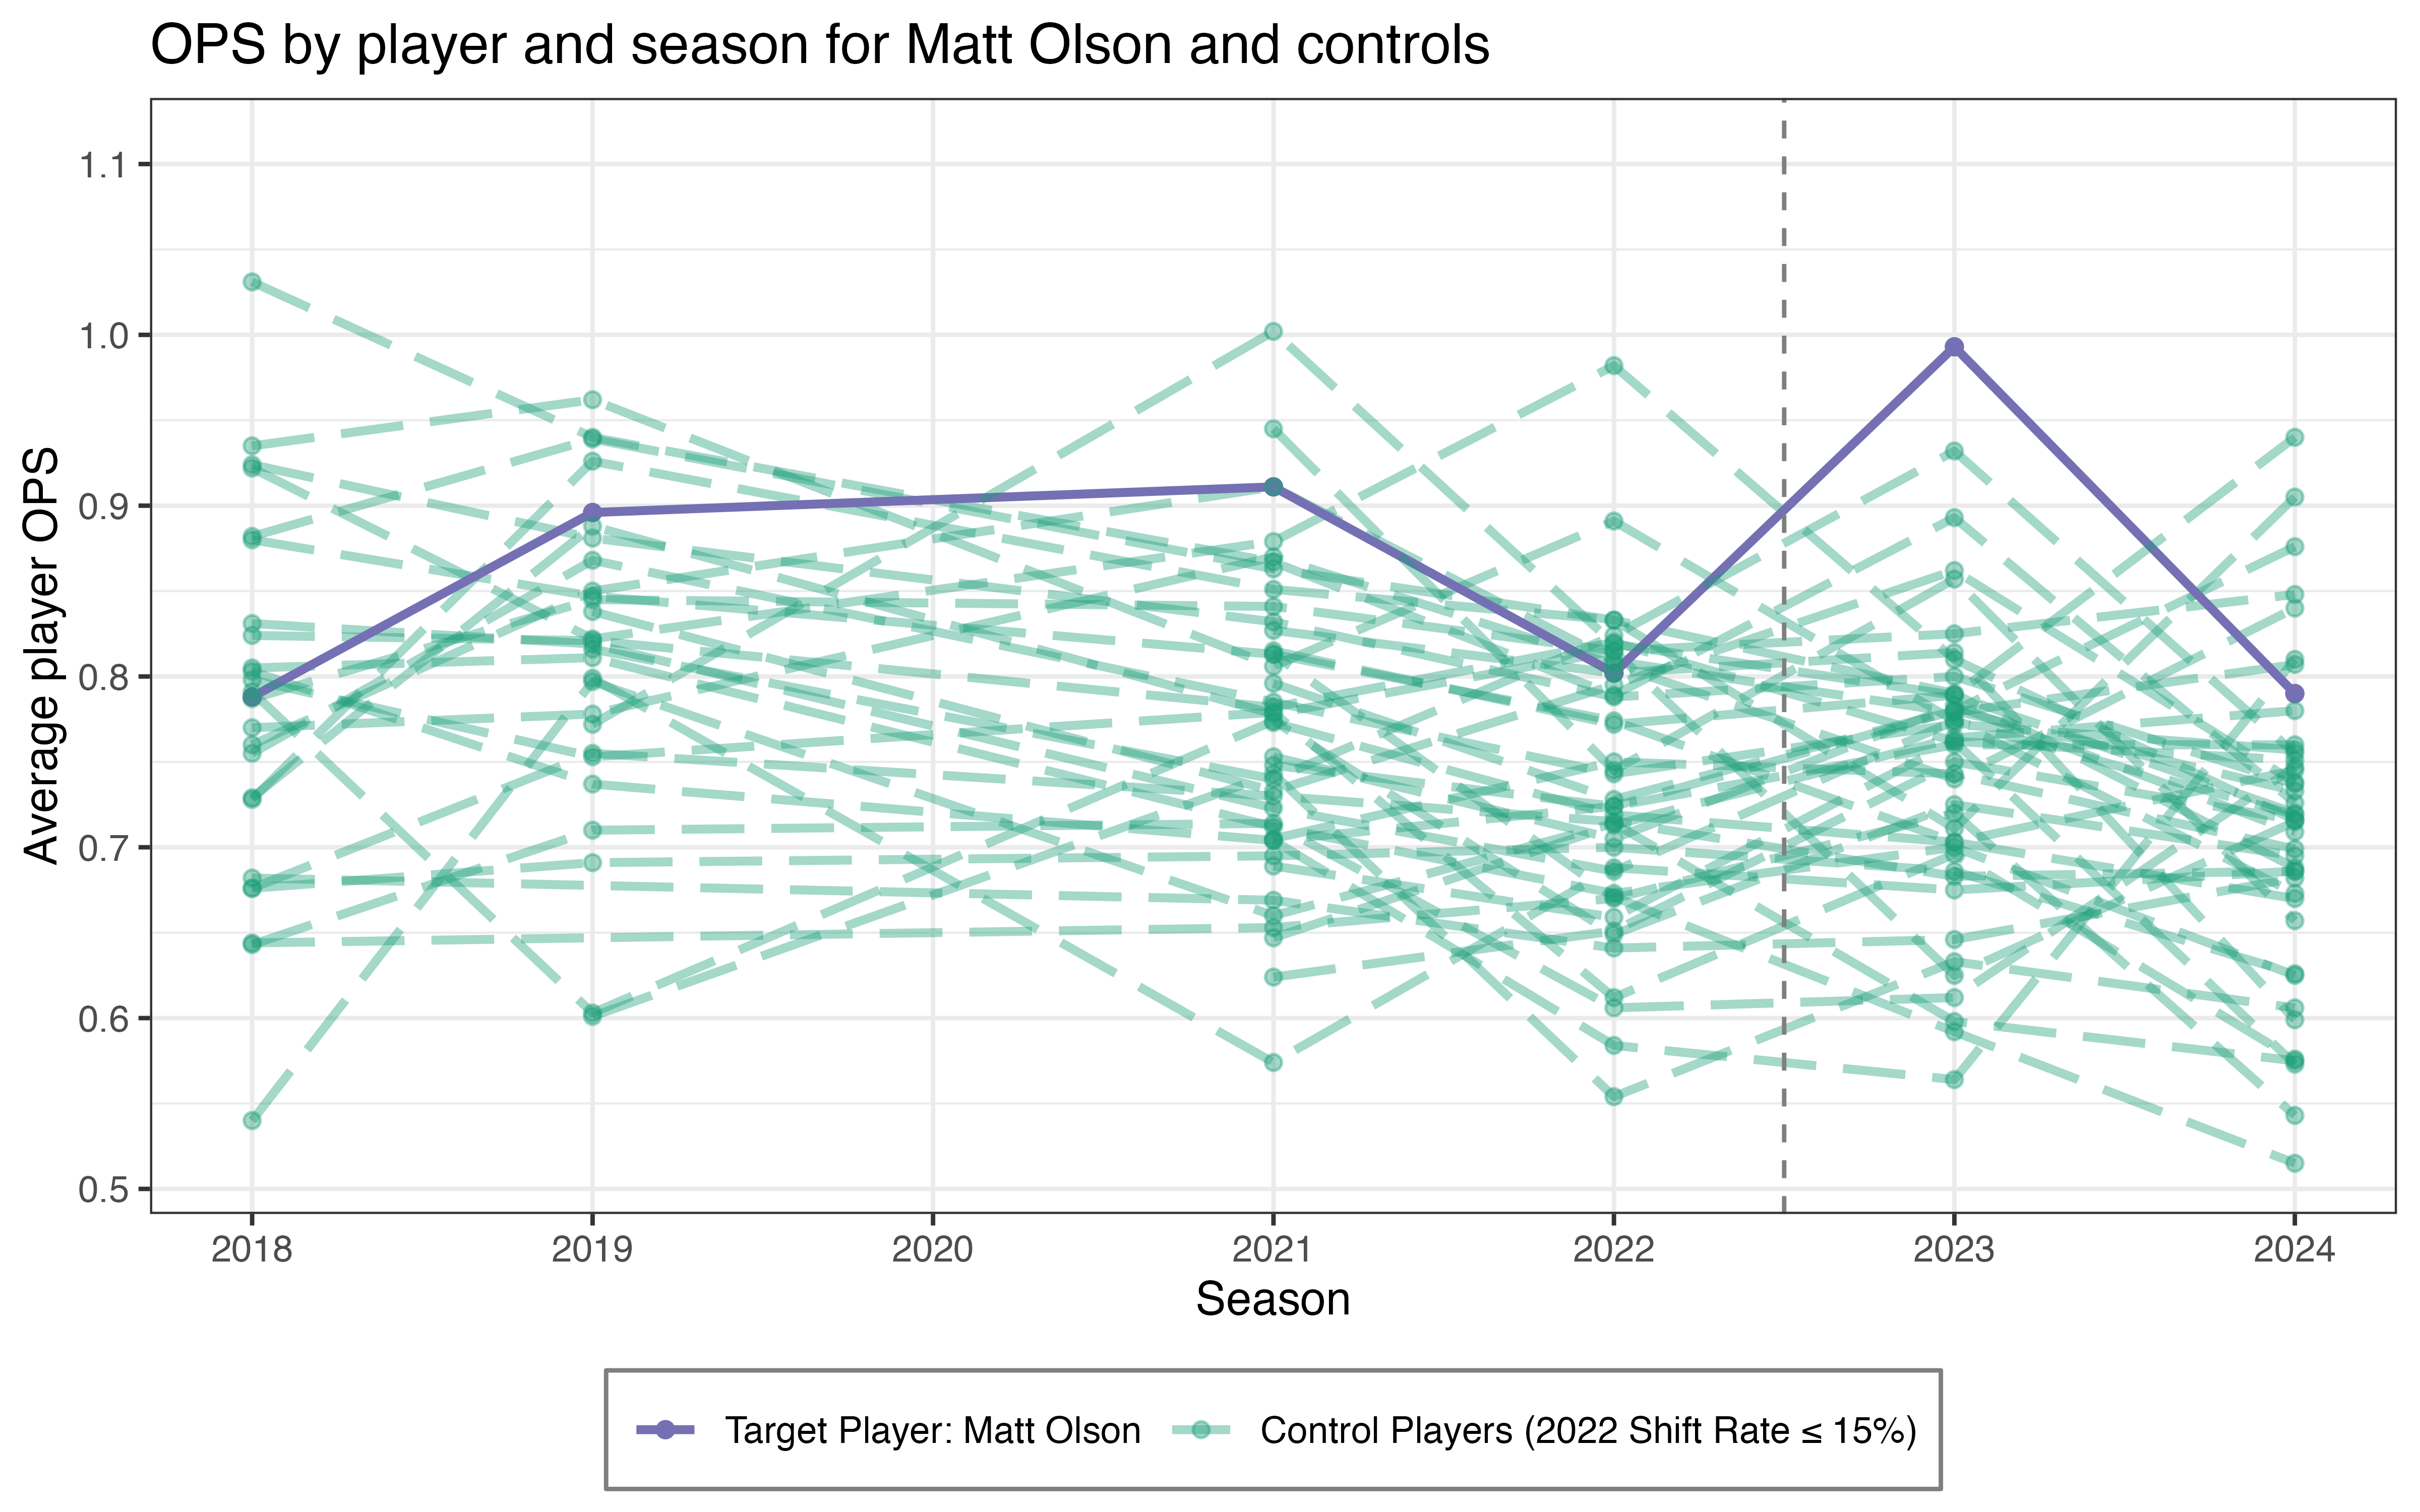 OPS by player and season for Matt Olson and controls
Average player OPS
1.1
1.0
0.9
0.8
0.7
0.6
0.5
2018 2019 2020 2021 2022 2023 2024
Season
Target Player: Matt Olson Control Players (2022 Shift Rate ≤ 15%)